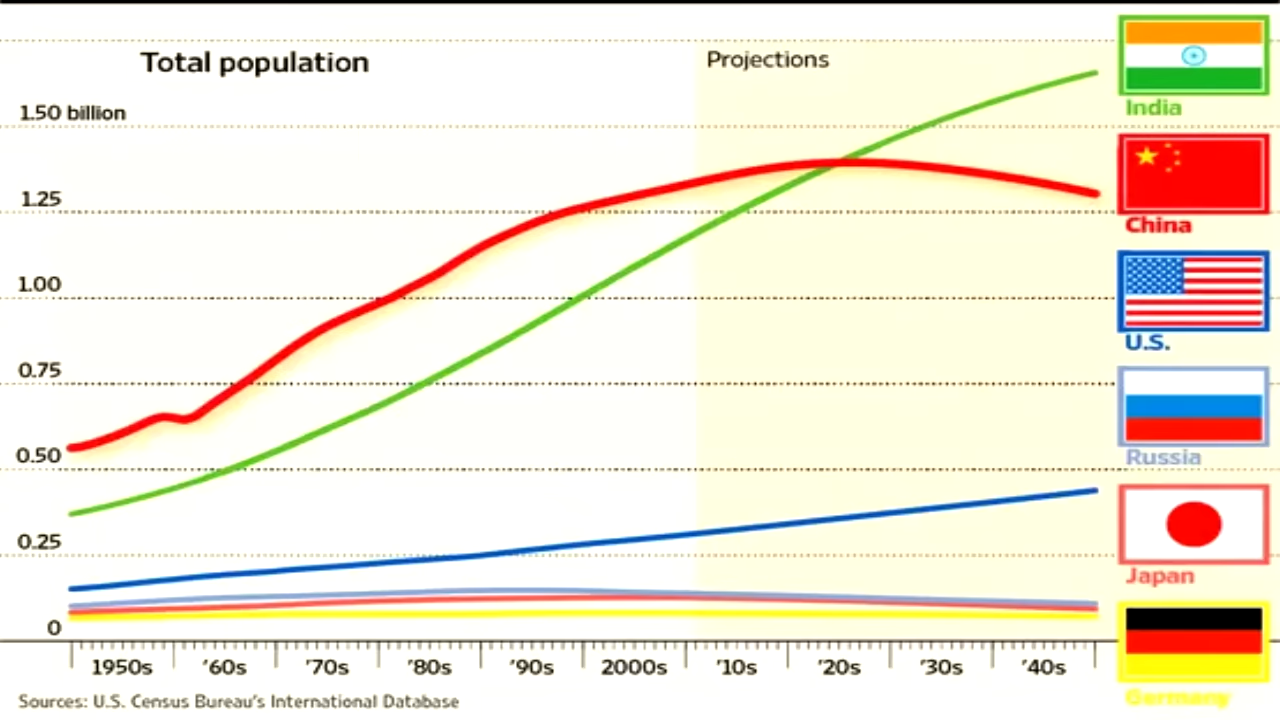 Total population
Projections
1.50 billion
1.25
1.00
0.75
0.50
0.25
0
1950s '60s '70s '80s '90s 2000s '10s '20s '30s '40s
India
China
U.S.
Russia
Japan
Germany
Sources: U.S. Census Bureau's International Database